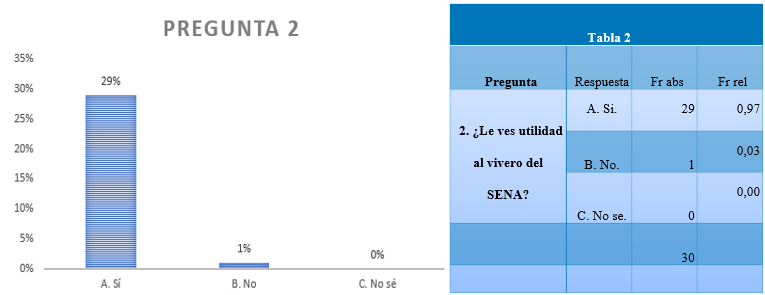 PREGUNTA 2
35%
30%
25%
20%
15%
10%
5%
0%
29%
1%
0%
A. Sí
B. No
C. No sé
Tabla 2
Pregunta Respuesta Fr abs Fr rel
2. ¿Le ves utilidad al vivero del SENA?
A. Si. 29 0,97
B. No. 1 0,03
C. No se. 0 0,00
30